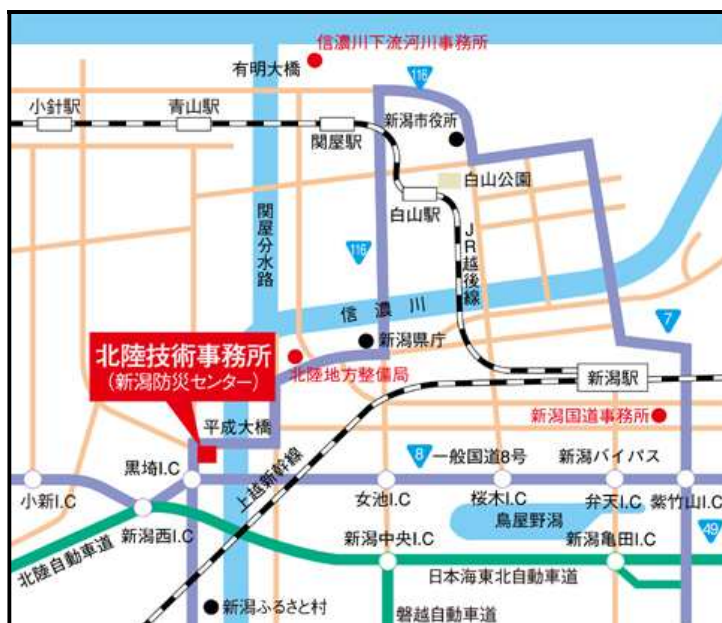 信濃川下流河川事務所
有明大橋
116
小針駅
青山駅
関屋駅
新潟市役所
白山公園
白山駅
関屋分水路
116
JR越後線
信濃川
7
北陸技術事務所
(新潟防災センター)
新潟県庁
北陸地方整備局
新潟駅
平成大橋
新潟国道事務所
上越新幹線
8
一般国道8号
新潟バイパス
黒埼I.C
小新I.C
女池I.C
桜木I.C
弁天I.C
紫竹山I.C
新潟西I.C
鳥屋野潟
49
北陸自動車道
新潟中央I.C
新潟亀田I.C
日本海東北自動車道
新潟ふるさと村
磐越自動車道